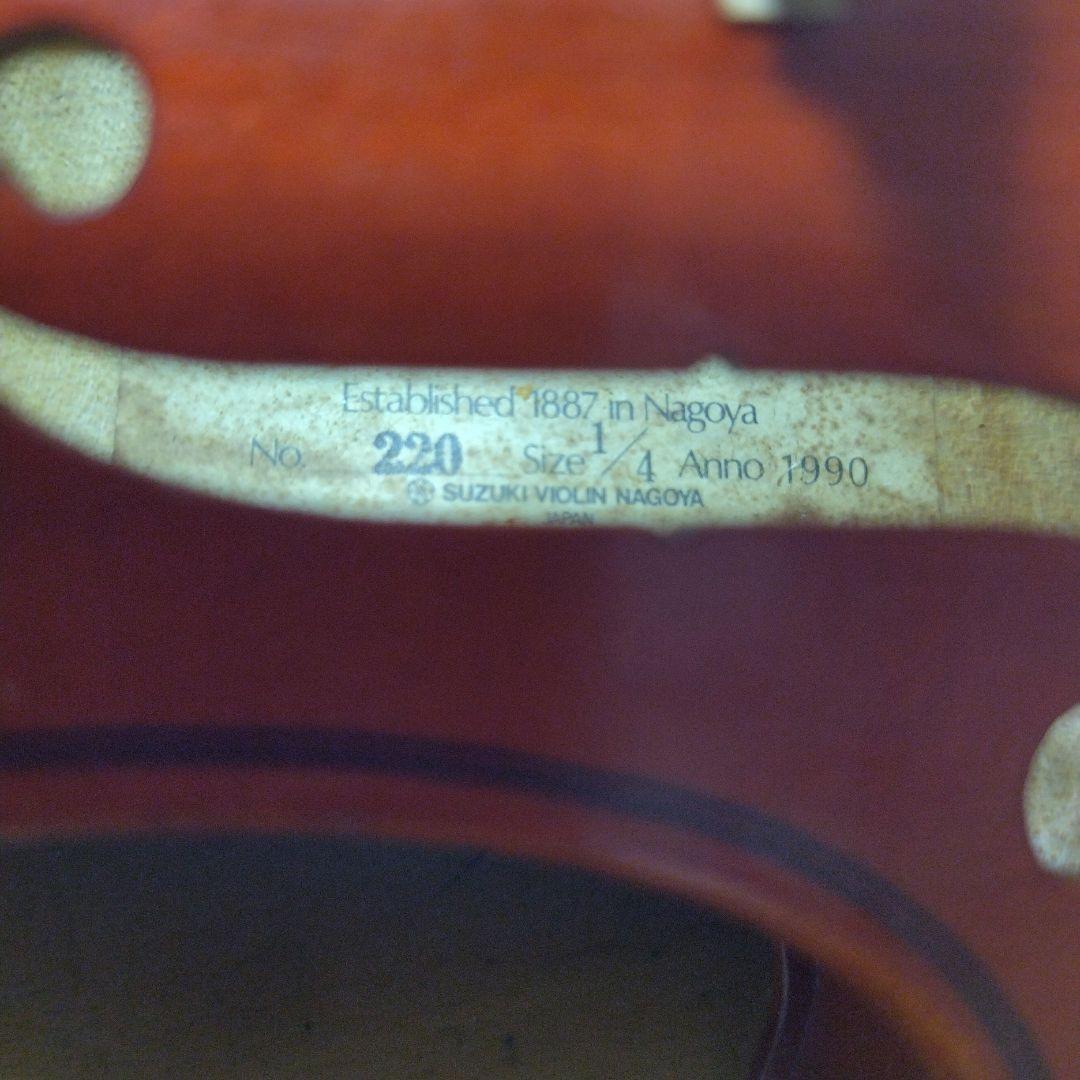 Established 1887 in Nagoya
No. 220 Size 1/4 Anno 1990
SUZUKI VIOLIN NAGOYA
JAPAN